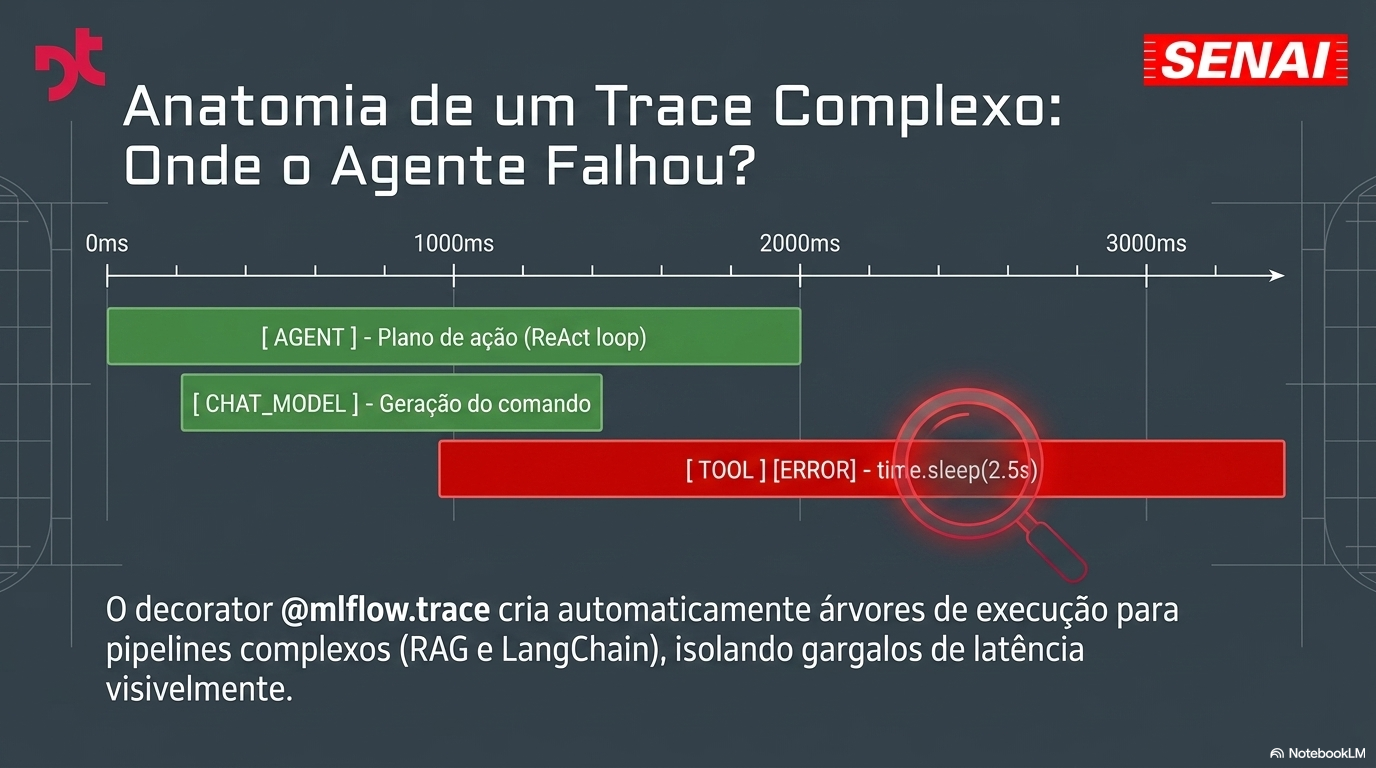 SENAI
Anatomia de um Trace Complexo:
Onde o Agente Falhou?
0ms 1000ms 2000ms 3000ms
[ AGENT ] - Plano de ação (ReAct loop)
[ CHAT_MODEL ] - Geração do comando
[ TOOL ] [ERROR] - time.sleep(2.5s)
O decorator @mlflow.trace cria automaticamente árvores de execução para
pipelines complexos (RAG e LangChain), isolando gargalos de latência
visivelmente.
NotebookLM